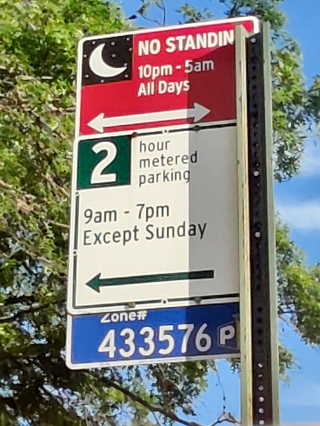 NO STANDIN
10pm - 5am
All Days
2 hour
metered
parking
9am - 7pm
Except Sunday
Zone#
433576 P